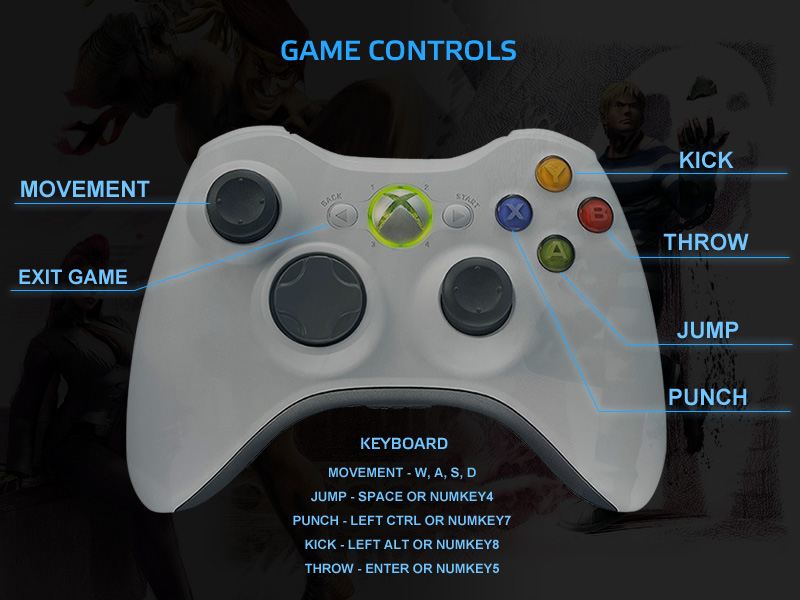 GAME CONTROLS
KICK
MOVEMENT
BACK
1
2
START
Y
X
B
THROW
3
4
A
EXIT GAME
JUMP
PUNCH
KEYBOARD
MOVEMENT - W, A, S, D
JUMP - SPACE OR NUMKEY4
PUNCH - LEFT CTRL OR NUMKEY7
KICK - LEFT ALT OR NUMKEY8
THROW - ENTER OR NUMKEY5